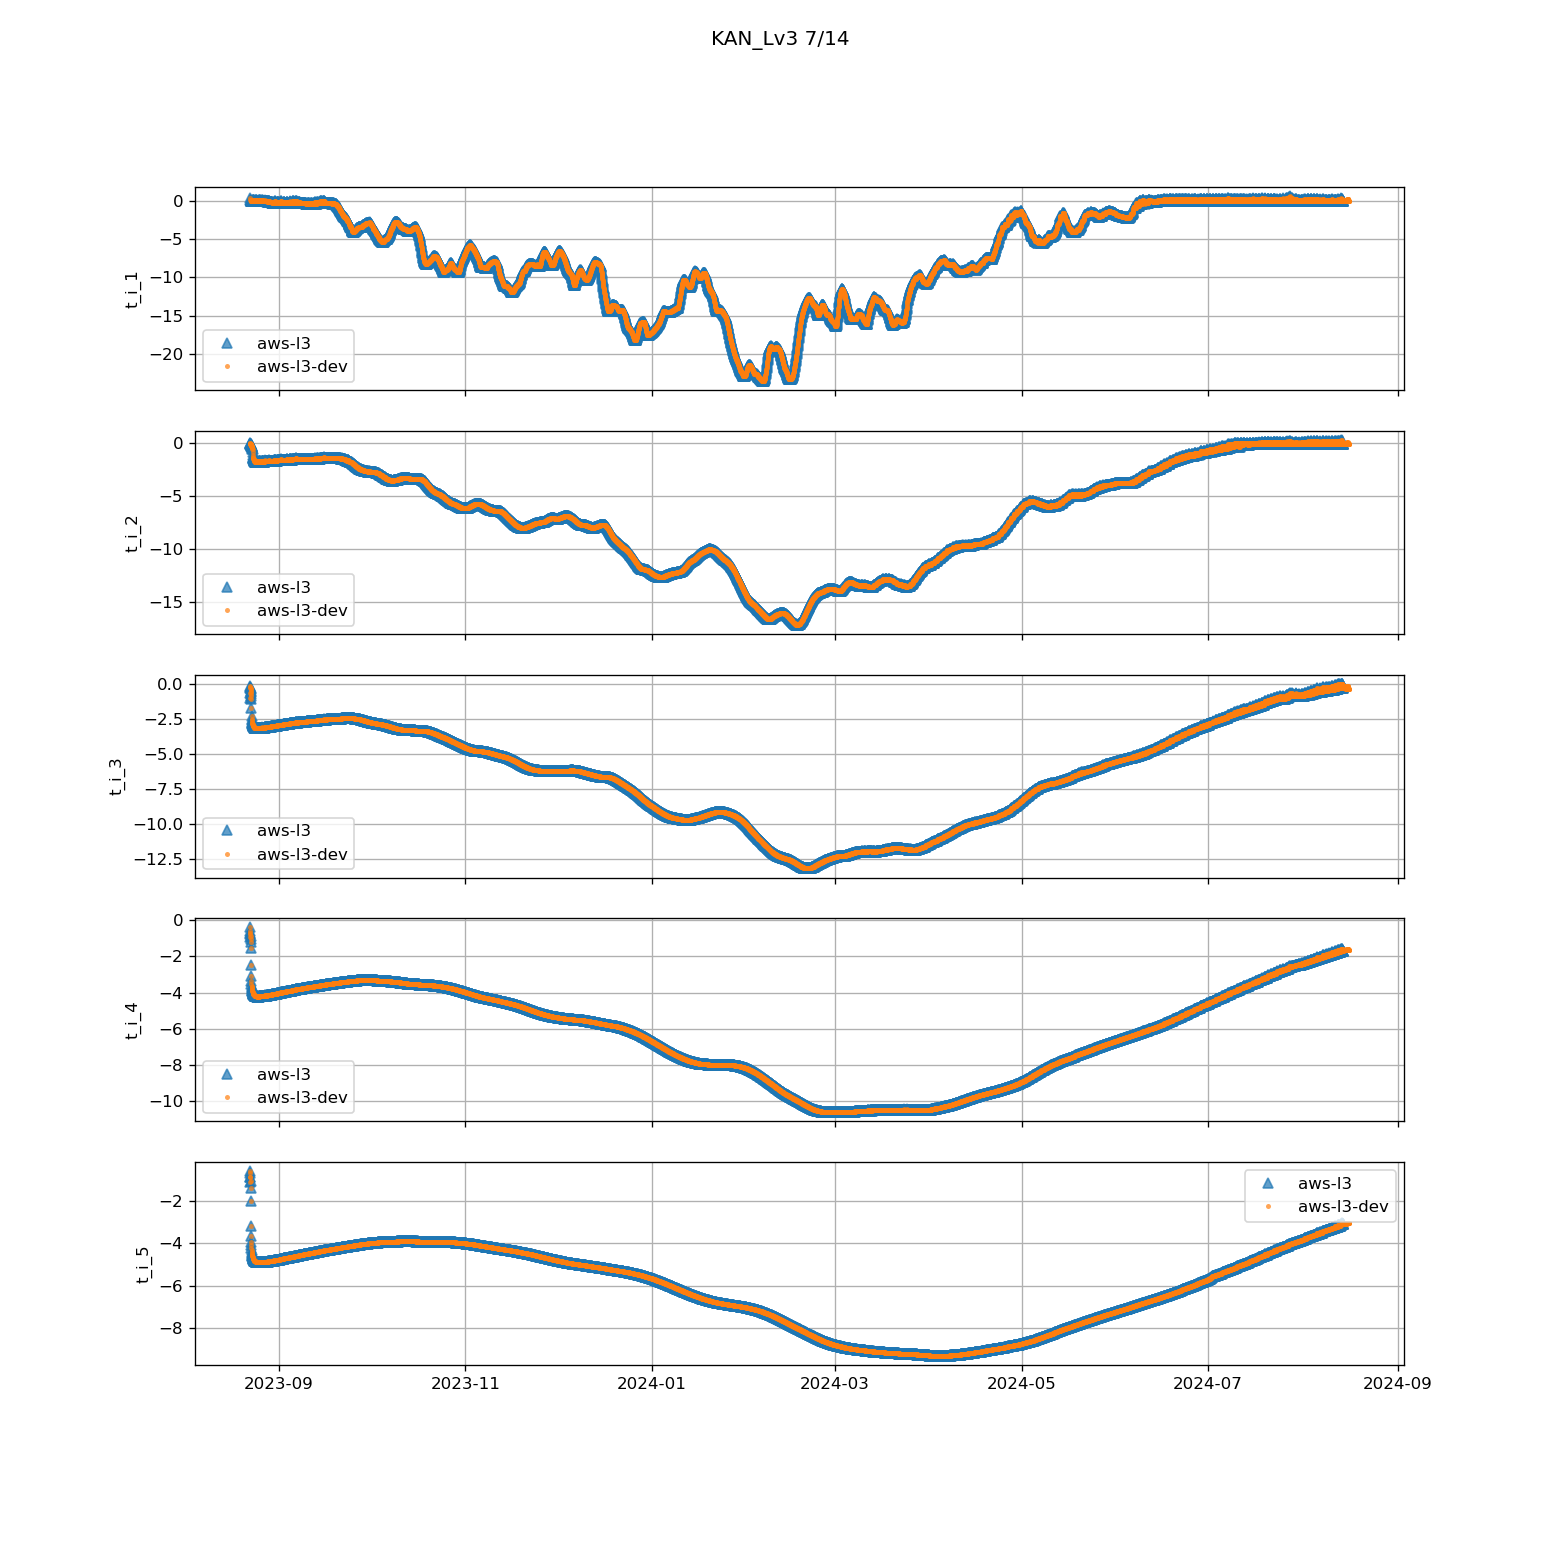 KAN_Lv3 7/14
0
−5
−10
−15
−20
t_i_1
aws-l3
aws-l3-dev
0
−5
−10
−15
t_i_2
aws-l3
aws-l3-dev
0.0
−2.5
−5.0
−7.5
−10.0
−12.5
t_i_3
aws-l3
aws-l3-dev
0
−2
−4
−6
−8
−10
t_i_4
aws-l3
aws-l3-dev
−2
−4
−6
−8
t_i_5
aws-l3
aws-l3-dev
2023-09
2023-11
2024-01
2024-03
2024-05
2024-07
2024-09